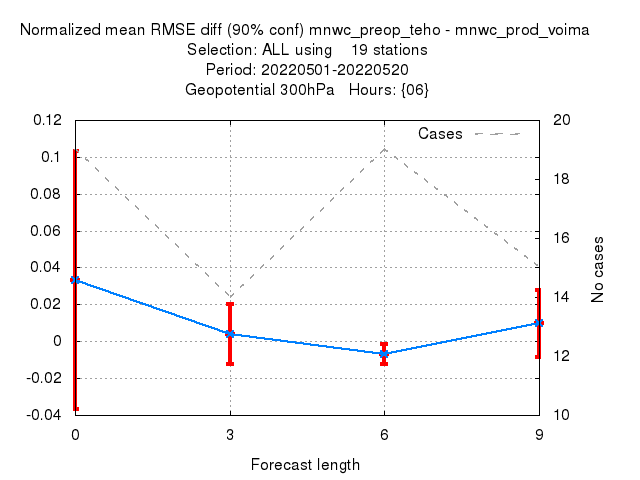 Normalized mean RMSE diff (90% conf) mnwc_preop_teho - mnwc_prod_voima
Selection: ALL using    19 stations
Period: 20220501-20220520
Geopotential 300hPa   Hours: {06}
Cases
0.12
0.1
0.08
0.06
0.04
0.02
0
-0.02
-0.04
20
18
16
14
12
10
No cases
0 3 6 9
Forecast length